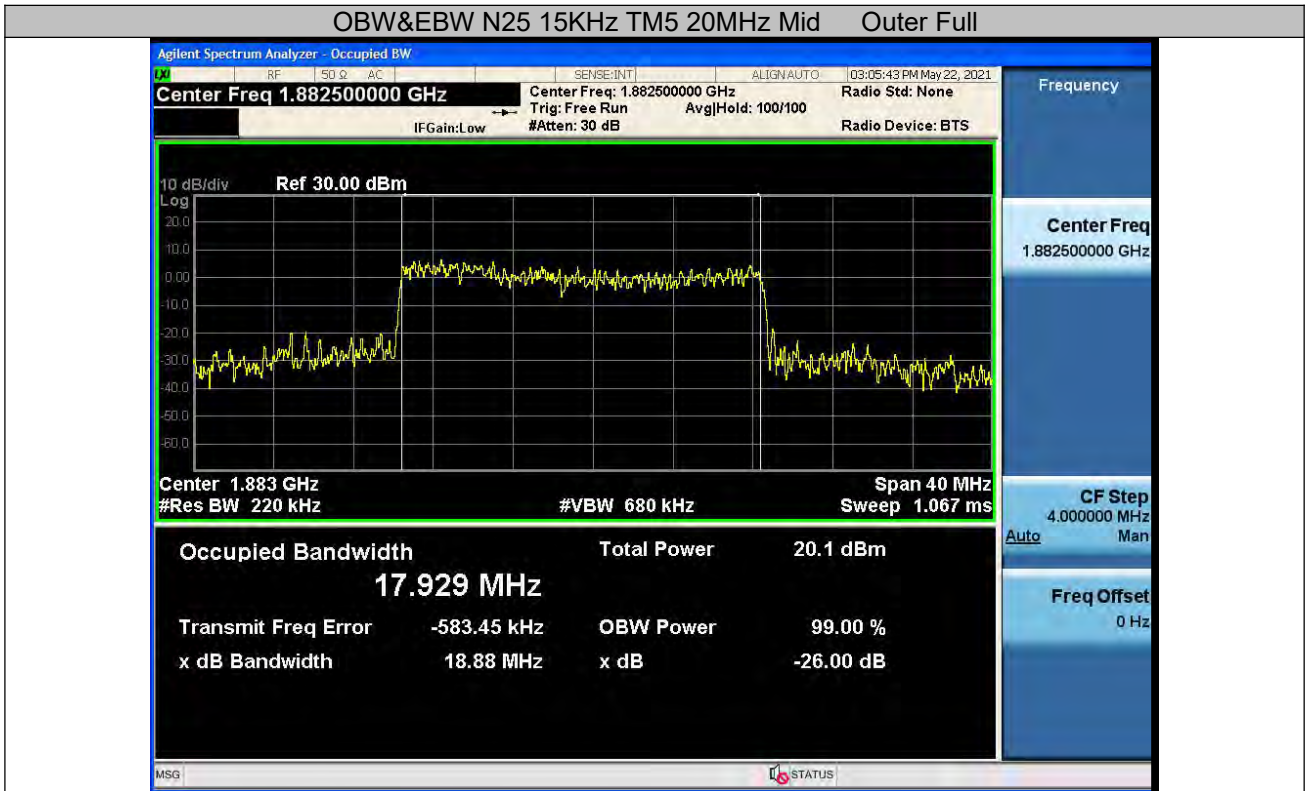 OBW&EBW N25 15KHz TM5 20MHz Mid Outer Full
Agilent Spectrum Analyzer - Occupied BW
LXI RF 50 Ω AC SENSE:INT ALIGNAUTO 03:05:43 PM May 22, 2021
Center Freq 1.882500000 GHz
Center Freq: 1.882500000 GHz Radio Std: None
Trig: Free Run Avg|Hold: 100/100
IFGain:Low #Atten: 30 dB Radio Device: BTS
10 dB/div Ref 30.00 dBm
Log
20.0
10.0
0.00
-10.0
-20.0
-30.0
-40.0
-50.0
-60.0
Center 1.883 GHz Span 40 MHz
#Res BW 220 kHz #VBW 680 kHz Sweep 1.067 ms
Occupied Bandwidth Total Power 20.1 dBm
17.929 MHz
Transmit Freq Error -583.45 kHz OBW Power 99.00 %
x dB Bandwidth 18.88 MHz x dB -26.00 dB
MSG STATUS
Frequency
Center Freq
1.882500000 GHz
CF Step
4.000000 MHz
Auto Man
Freq Offset
0 Hz